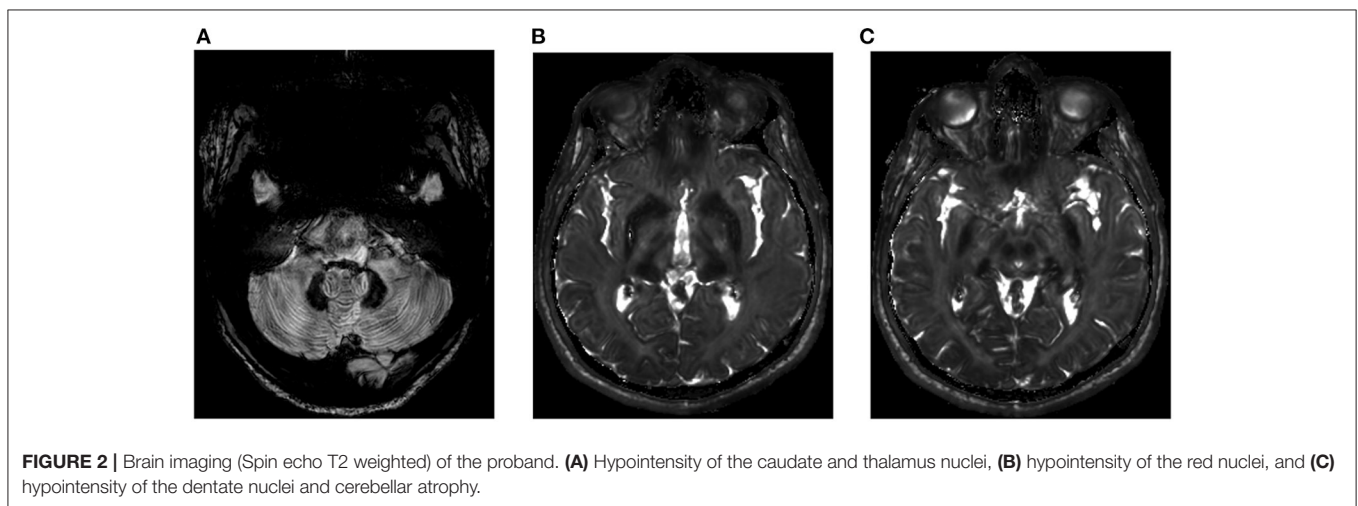 A
B
C
FIGURE 2 | Brain imaging (Spin echo T2 weighted) of the proband. (A) Hypointensity of the caudate and thalamus nuclei, (B) hypointensity of the red nuclei, and (C)
hypointensity of the dentate nuclei and cerebellar atrophy.